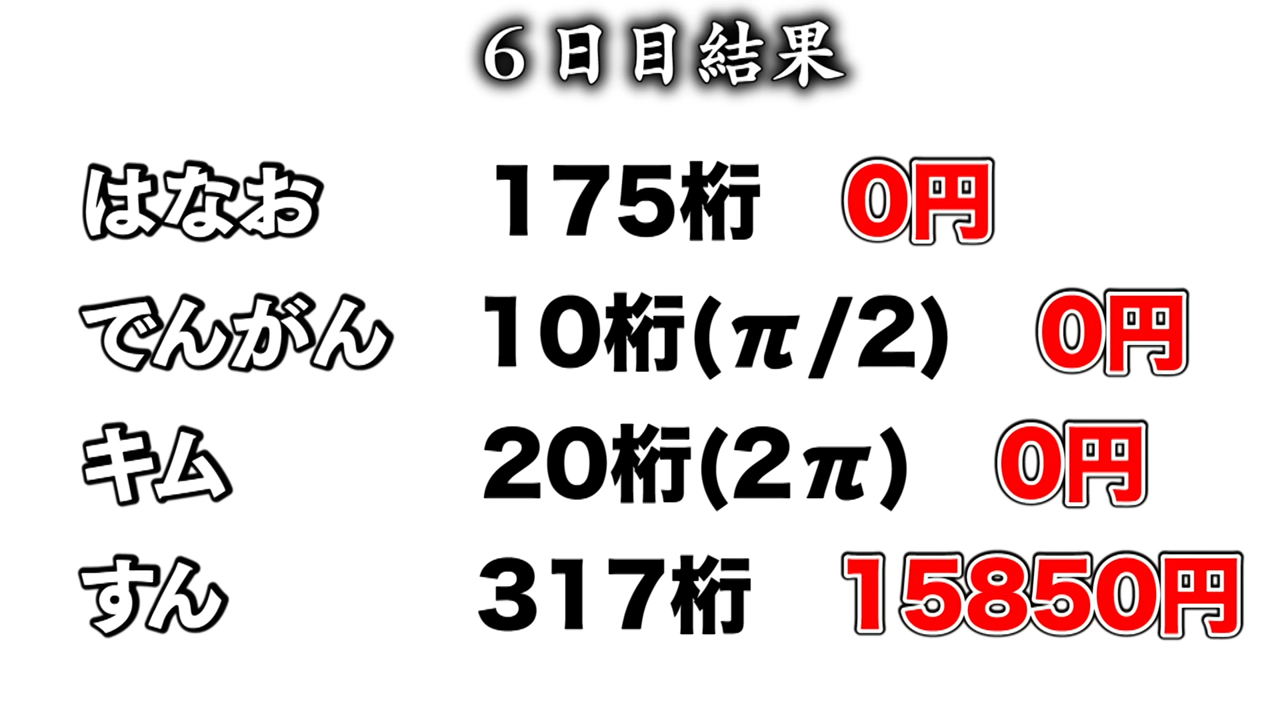 ６日目結果
はなお 175桁 0円
でんがん 10桁(π/2) 0円
キム 20桁(2π) 0円
すん 317桁 15850円